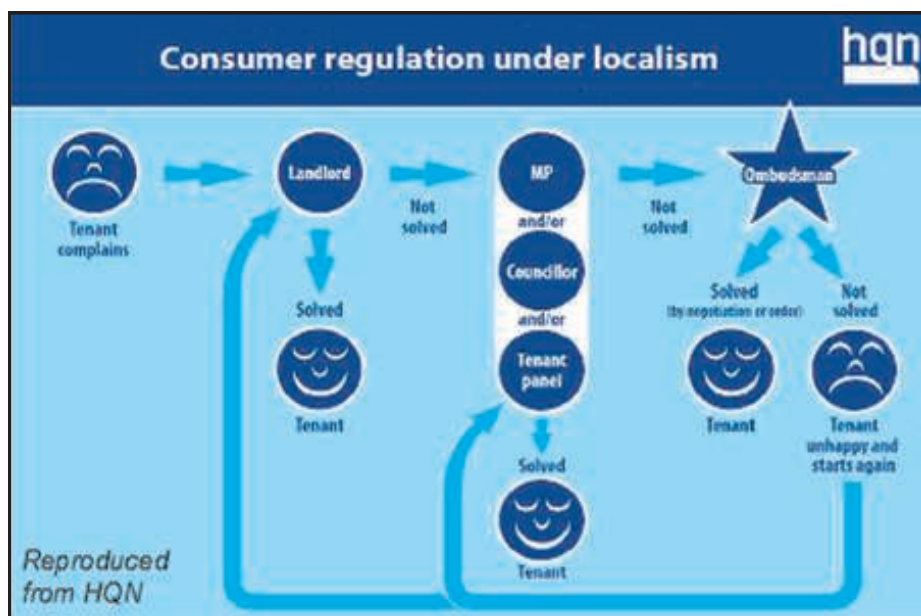 Consumer regulation under localism
hqn
Tenant
complains
Landlord
Not
solved
Solved
Tenant
MP
and/or
Councillor
and/or
Tenant
panel
Solved
Tenant
Not
solved
Ombudsman
Solved
(by negotiation or order)
Tenant
Not
solved
Tenant
unhappy and
starts again
Reproduced
from HQN